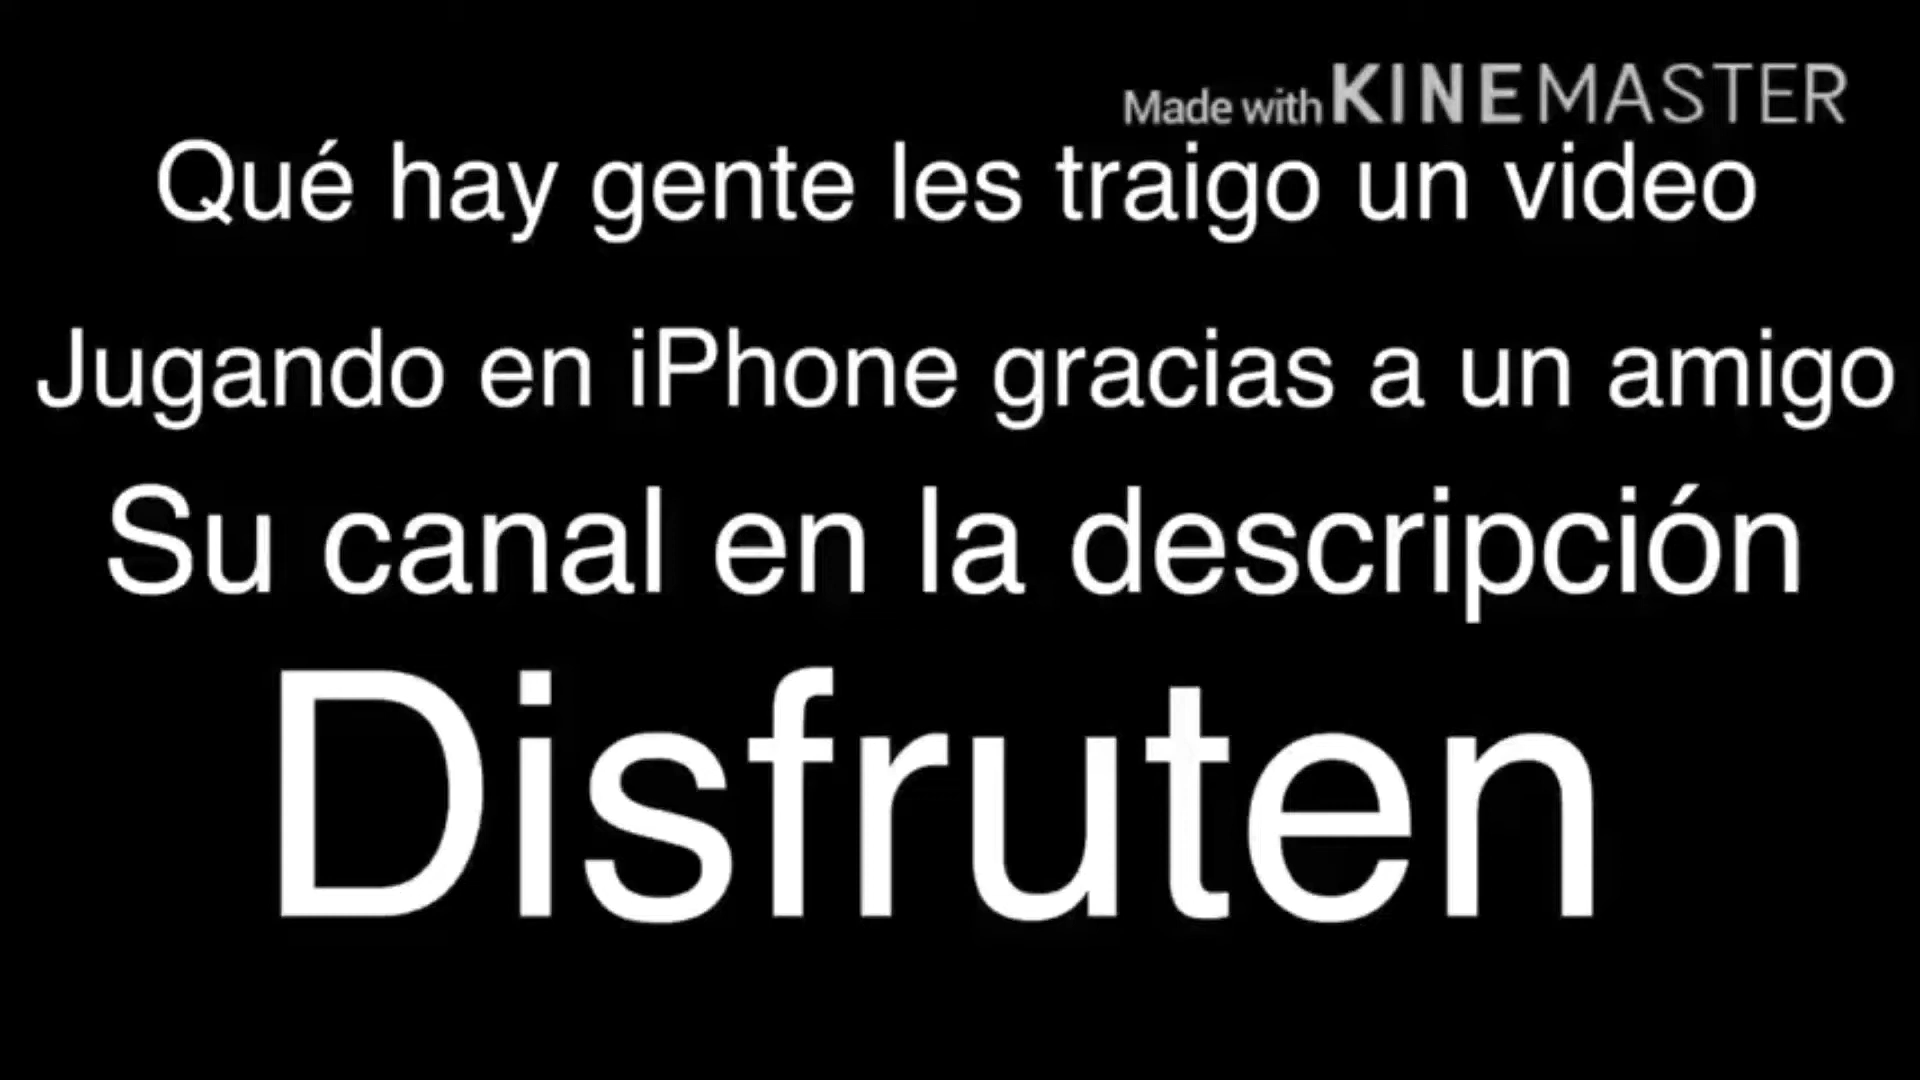 Made with KINEMASTER
Qué hay gente les traigo un video
Jugando en iPhone gracias a un amigo
Su canal en la descripción
Disfruten